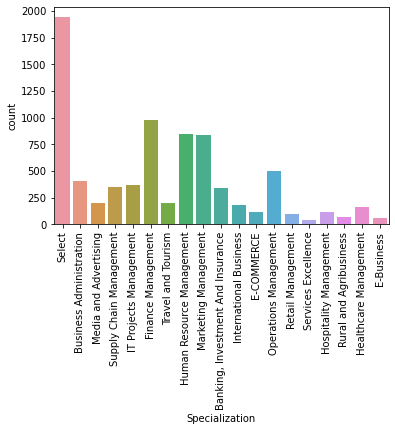 2000
1750
1500
1250
1000
750
500
250
0
count
Select
Business Administration
Media and Advertising
Supply Chain Management
IT Projects Management
Finance Management
Travel and Tourism
Human Resource Management
Marketing Management
Banking, Investment And Insurance
International Business
E-COMMERCE
Operations Management
Retail Management
Services Excellence
Hospitality Management
Rural and Agribusiness
Healthcare Management
E-Business
Specialization